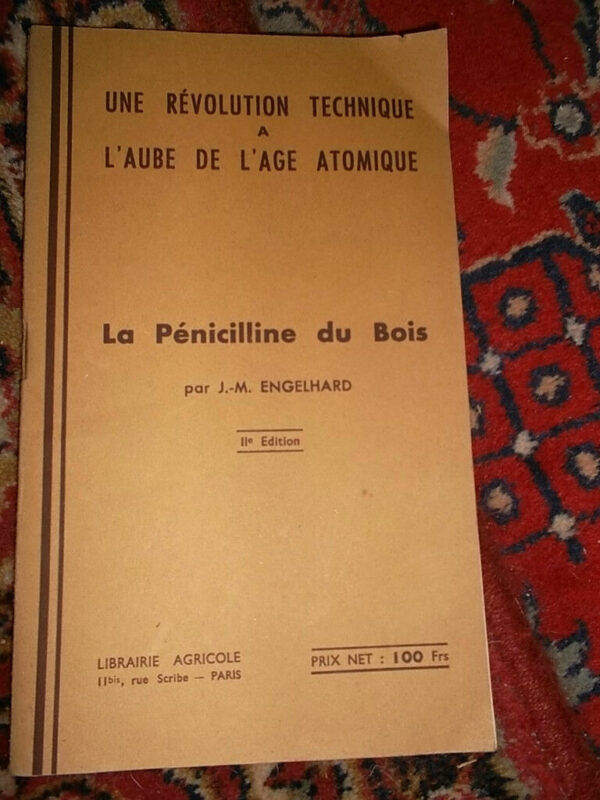 UNE RÉVOLUTION TECHNIQUE
A
L'AUBE DE L'AGE ATOMIQUE
La Pénicilline du Bois
par J.-M. ENGELHARD
IIe Edition
LIBRAIRIE AGRICOLE
11bis, rue Scribe — PARIS
PRIX NET : 100 Frs